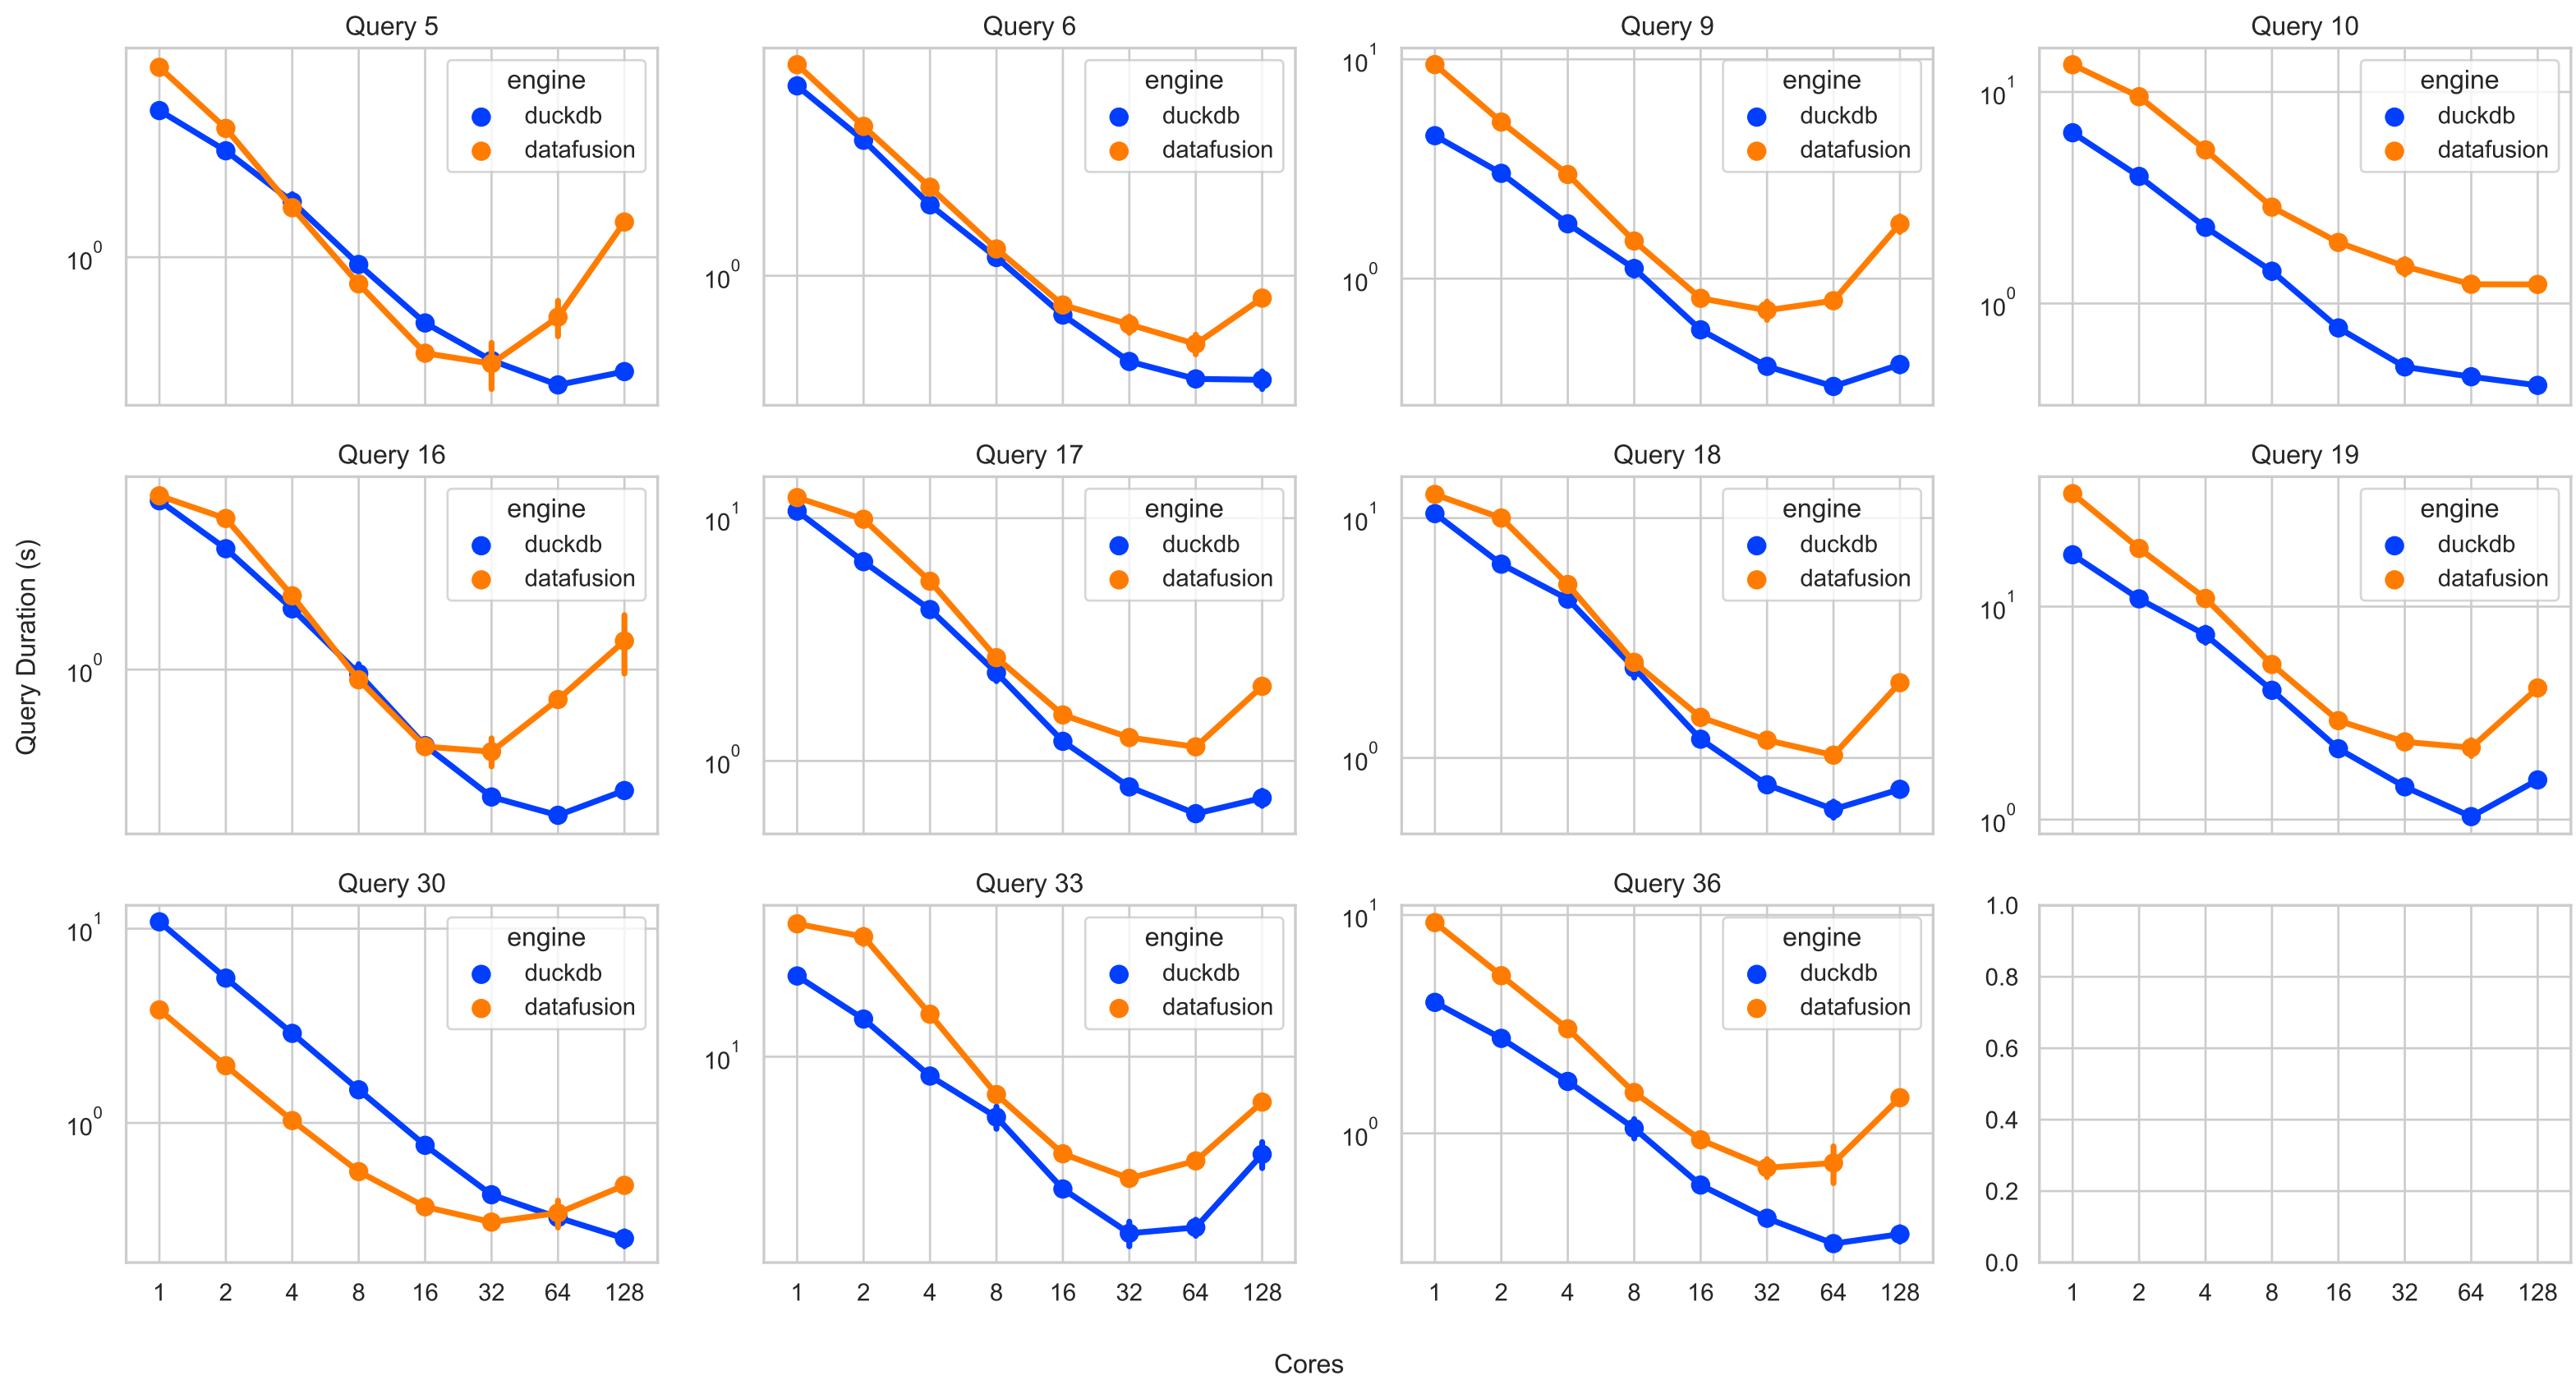 Query 5
Query 6
Query 9
Query 10
10^0
engine
duckdb
datafusion
10^0
engine
duckdb
datafusion
10^1
10^0
engine
duckdb
datafusion
10^1
10^0
engine
duckdb
datafusion
Query Duration (s)
Query 16
Query 17
Query 18
Query 19
10^0
engine
duckdb
datafusion
10^1
10^0
engine
duckdb
datafusion
10^1
10^0
engine
duckdb
datafusion
10^1
10^0
engine
duckdb
datafusion
Query 30
Query 33
Query 36
10^1
10^0
engine
duckdb
datafusion
10^1
engine
duckdb
datafusion
10^1
10^0
engine
duckdb
datafusion
1.0
0.8
0.6
0.4
0.2
0.0
1 2 4 8 16 32 64 128
1 2 4 8 16 32 64 128
1 2 4 8 16 32 64 128
1 2 4 8 16 32 64 128
Cores